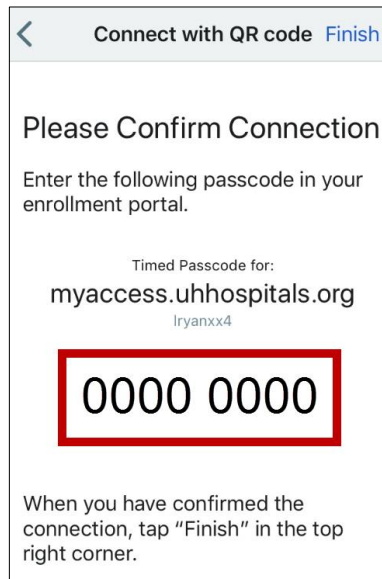 Connect with QR code Finish
Please Confirm Connection
Enter the following passcode in your
enrollment portal.
Timed Passcode for:
myaccess.uhhospitals.org
lryanxx4
0000 0000
When you have confirmed the
connection, tap “Finish” in the top
right corner.